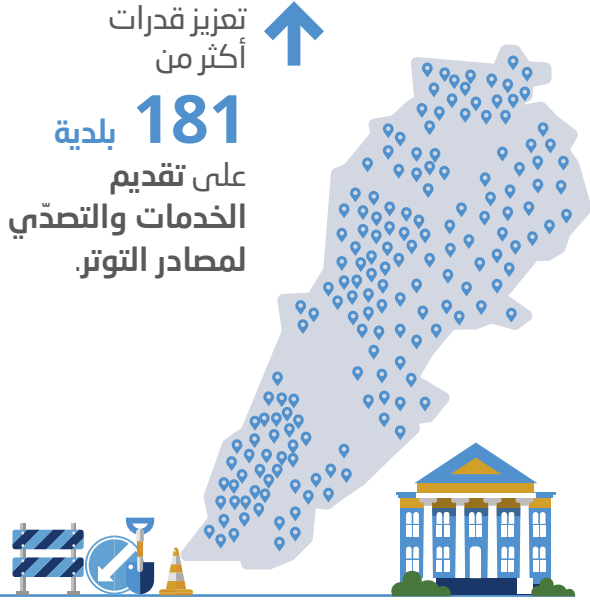 تعزيز قدرات
أكثر من
181 بلدية
على تقديم
الخدمات والتصدّي
لمصادر التوتر.